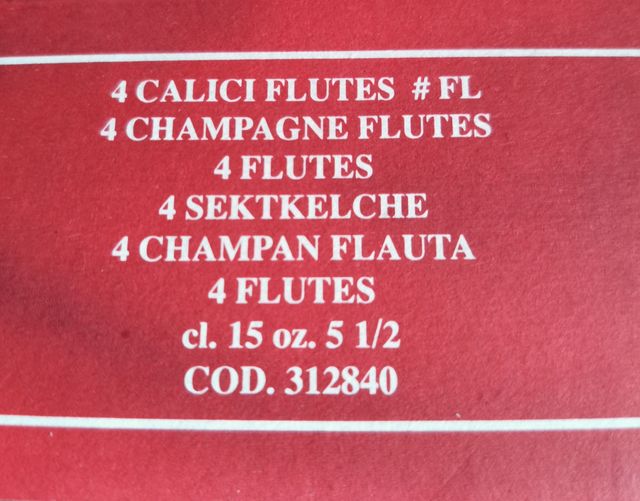 4 CALICI FLUTES # FL
4 CHAMPAGNE FLUTES
4 FLUTES
4 SEKTKELCHE
4 CHAMPAN FLAUTA
4 FLUTES
cl. 15 oz. 5 1/2
COD. 312840